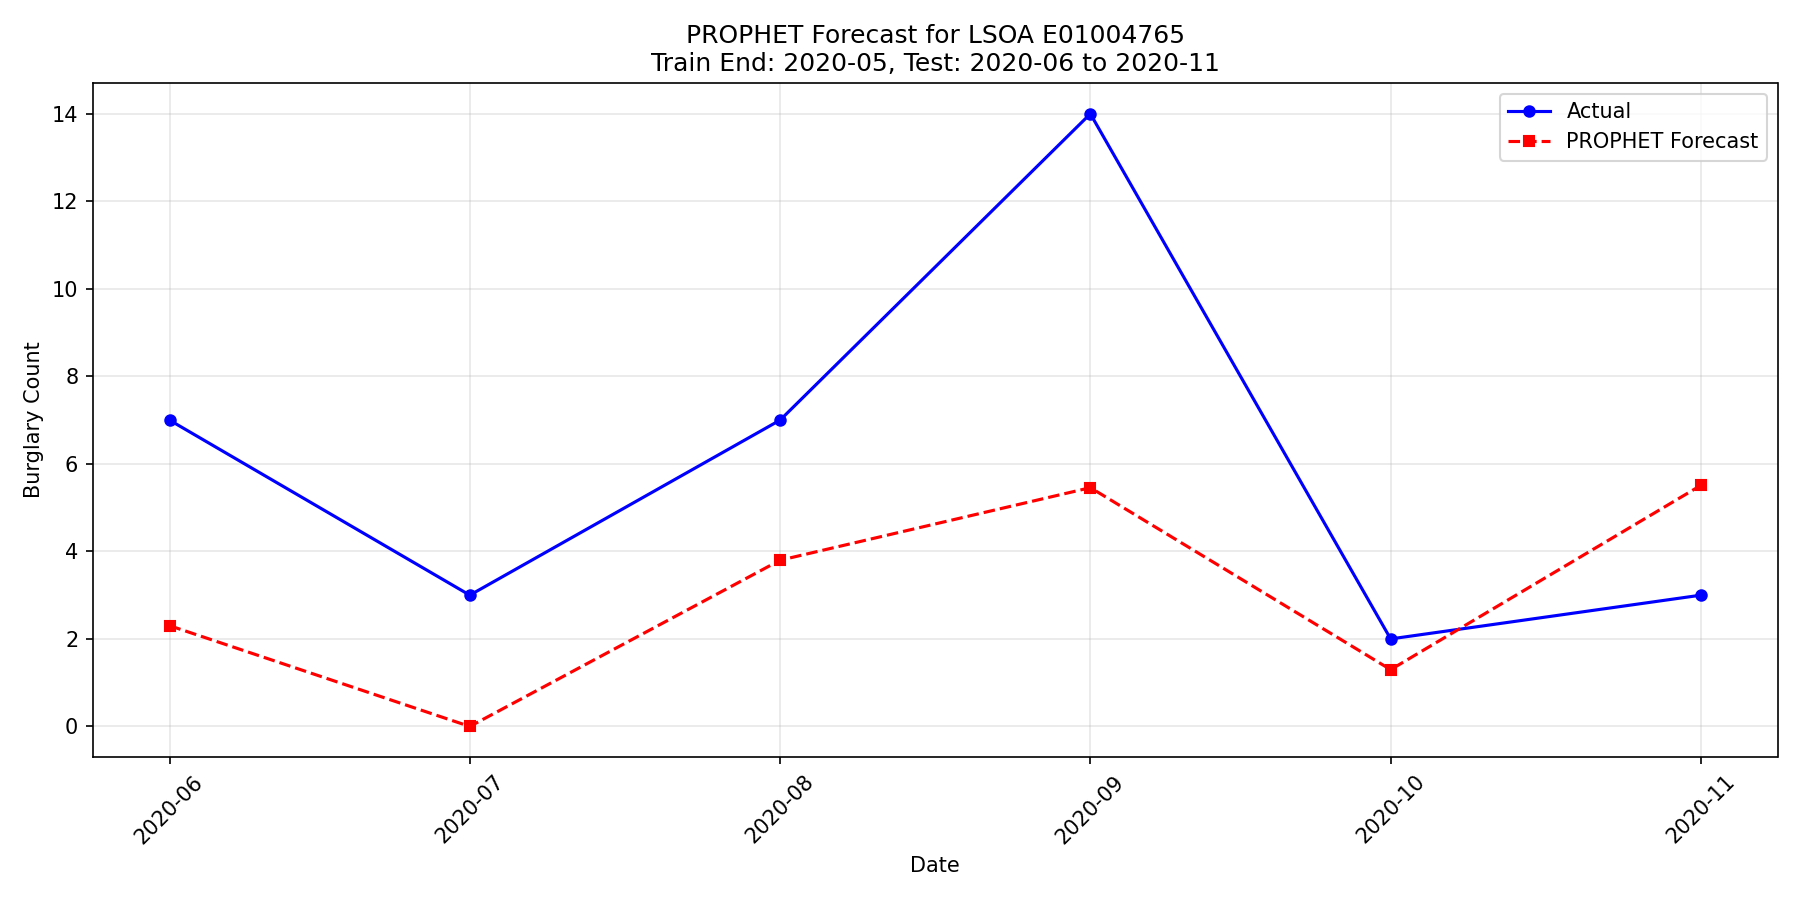 PROPHET Forecast for LSOA E01004765
Train End: 2020-05, Test: 2020-06 to 2020-11
Actual
PROPHET Forecast
Burglary Count
14
12
10
8
6
4
2
0
2020-06
2020-07
2020-08
2020-09
2020-10
2020-11
Date